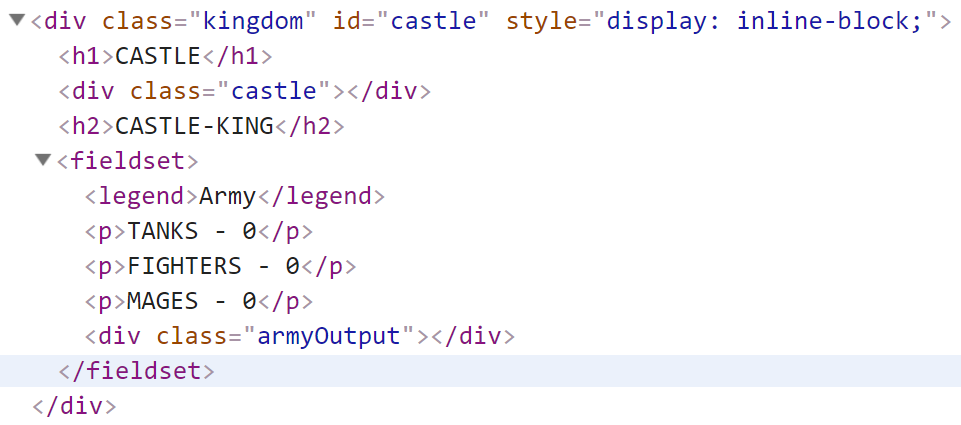 <div class="kingdom" id="castle" style="display: inline-block;">
<h1>CASTLE</h1>
<div class="castle"></div>
<h2>CASTLE-KING</h2>
<fieldset>
<legend>Army</legend>
<p>TANKS - 0</p>
<p>FIGHTERS - 0</p>
<p>MAGES - 0</p>
<div class="armyOutput"></div>
</fieldset>
</div>